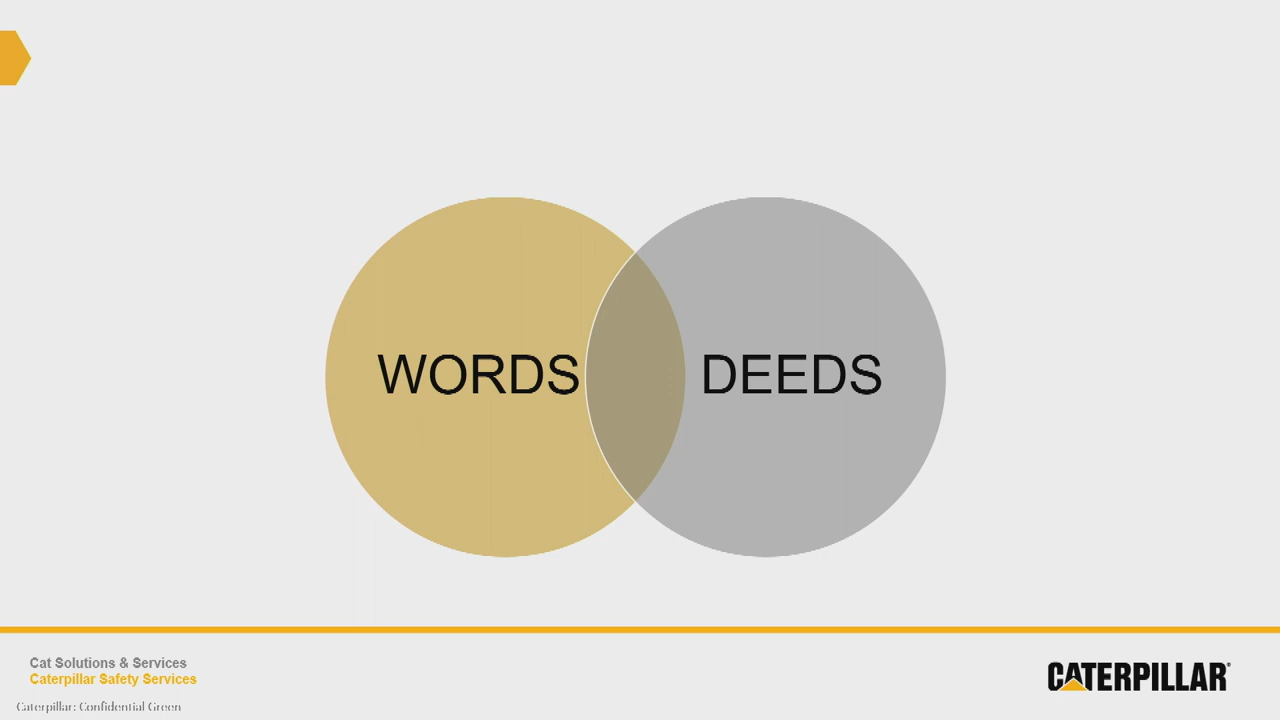 WORDS
DEEDS
Cat Solutions & Services
Caterpillar Safety Services
Caterpillar: Confidential Green
CATERPILLAR®